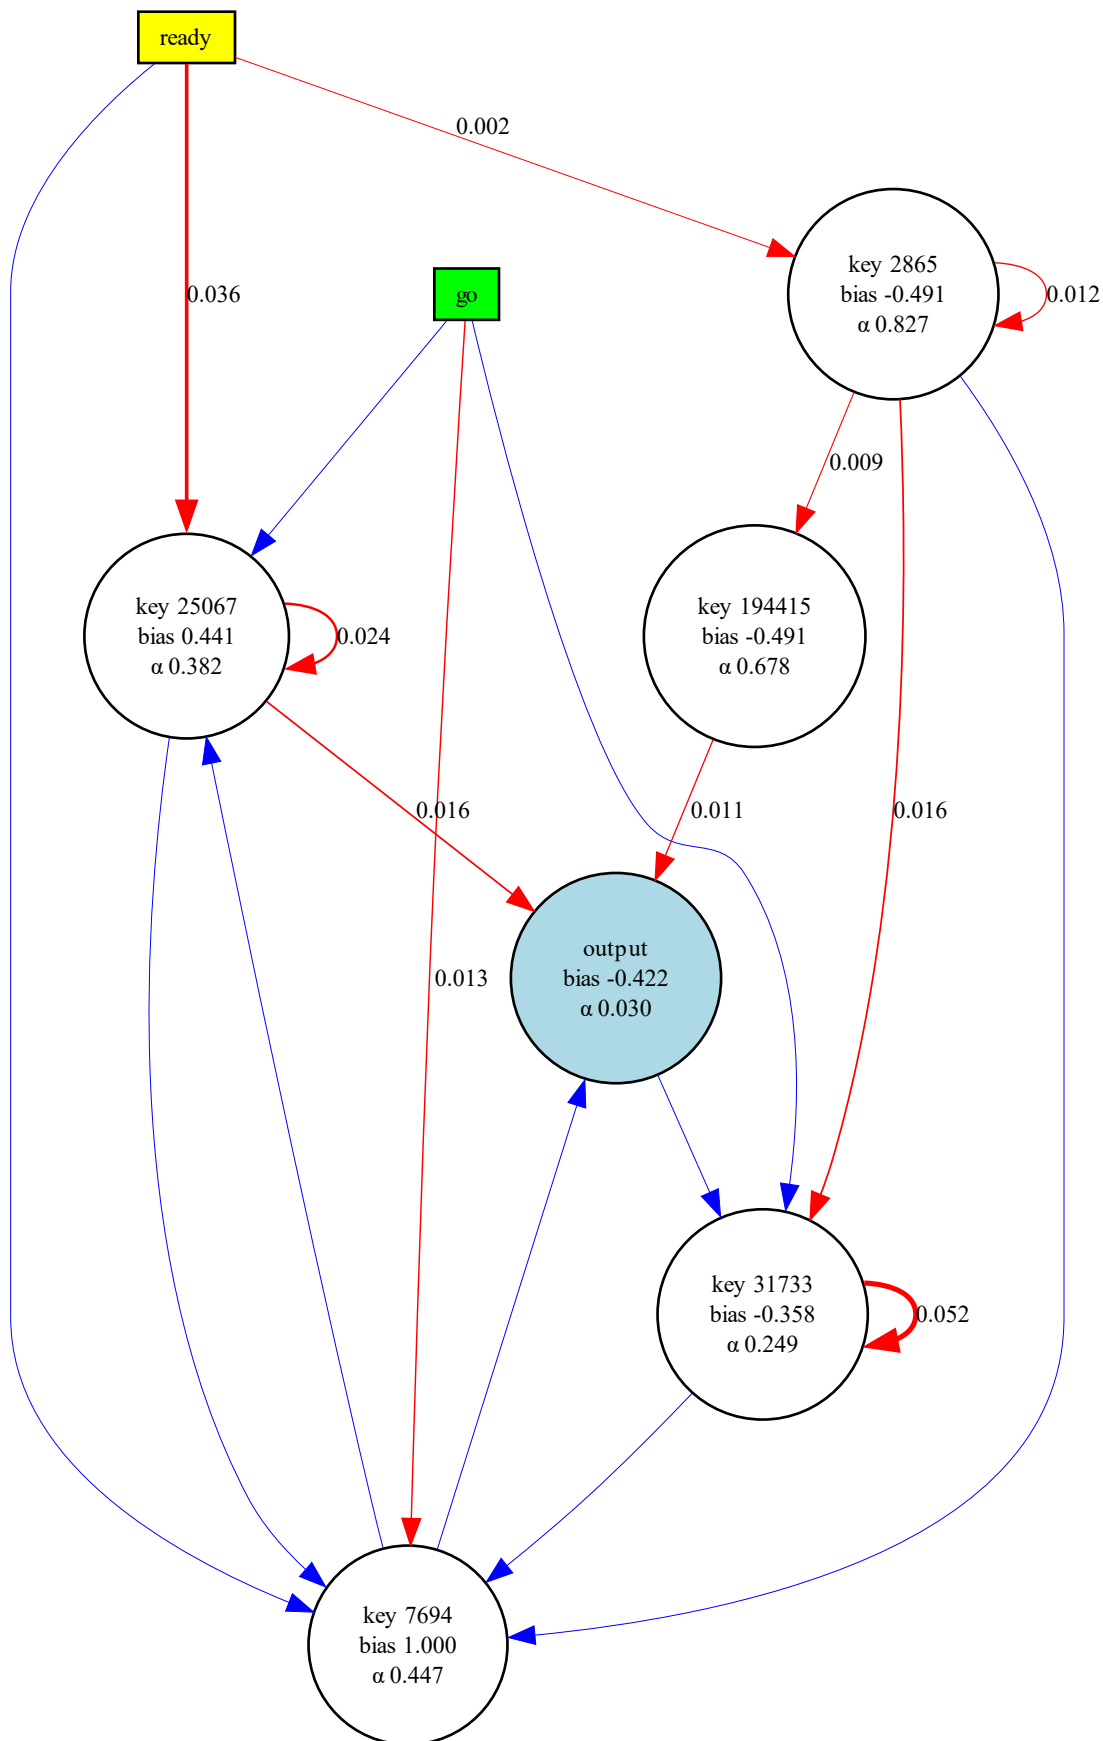 ready
0.002
key 2865
bias -0.491
α 0.827
0.012
0.036
go
0.009
key 25067
bias 0.441
α 0.382
0.024
key 194415
bias -0.491
α 0.678
0.016
0.011
0.016
output
bias -0.422
α 0.030
0.013
key 31733
bias -0.358
α 0.249
0.052
key 7694
bias 1.000
α 0.447